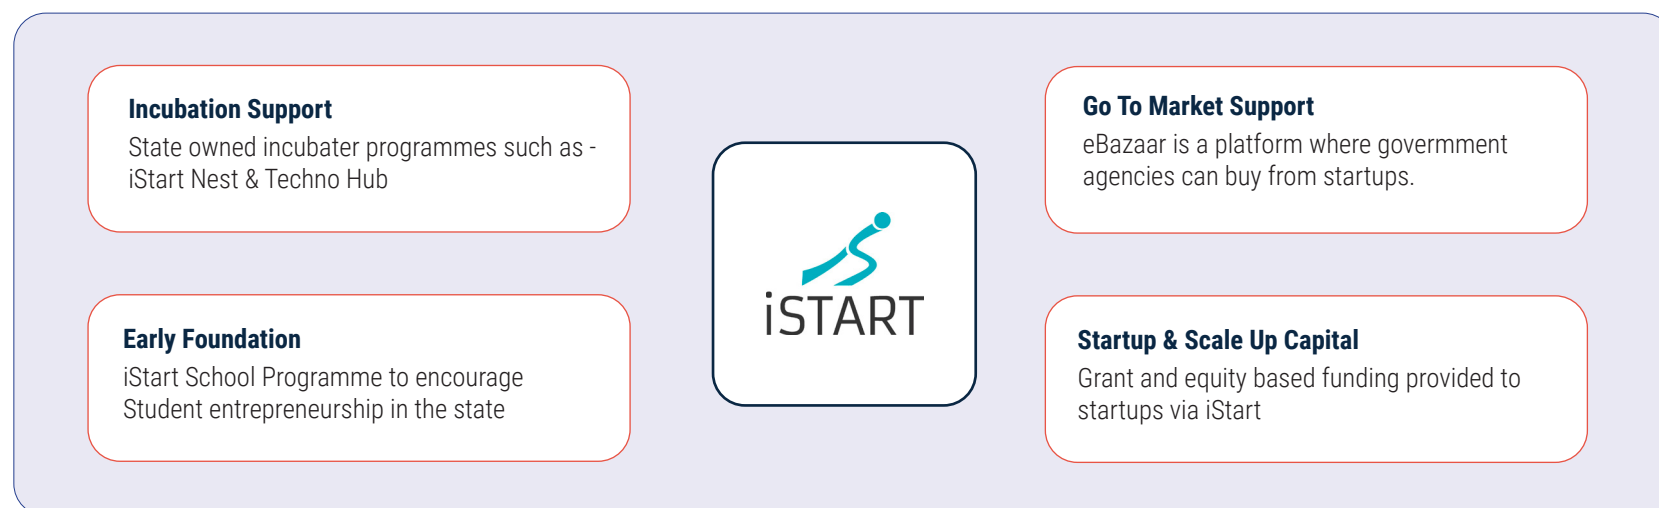 Incubation Support
State owned incubater programmes such as -
iStart Nest & Techno Hub
Early Foundation
iStart School Programme to encourage
Student entrepreneurship in the state
iSTART
Go To Market Support
eBazaar is a platform where govermment
agencies can buy from startups.
Startup & Scale Up Capital
Grant and equity based funding provided to
startups via iStart